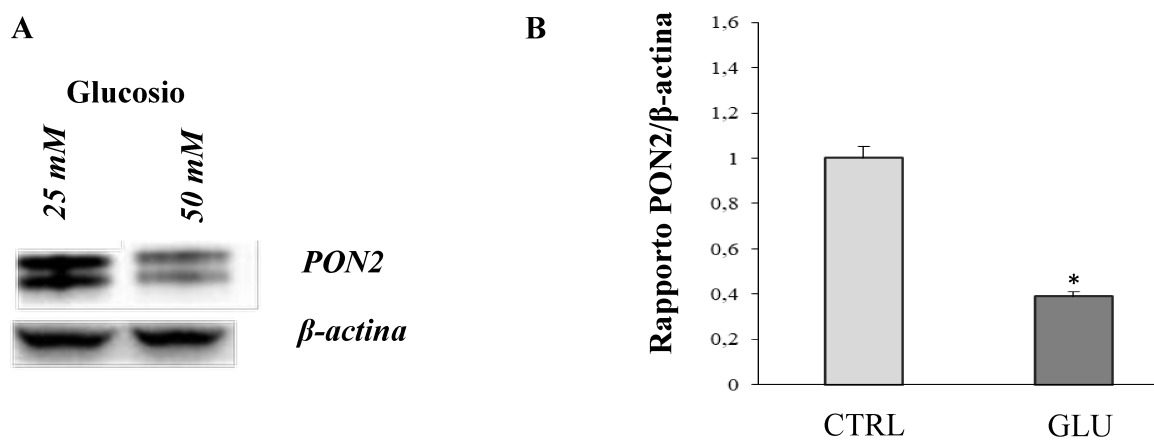 A
Glucosio
25 mM
50 mM
PON2
β-actina
B
Rapporto PON2/β-actina
1,6
1,4
1,2
1
0,8
0,6
0,4
0,2
0
*
CTRL
GLU